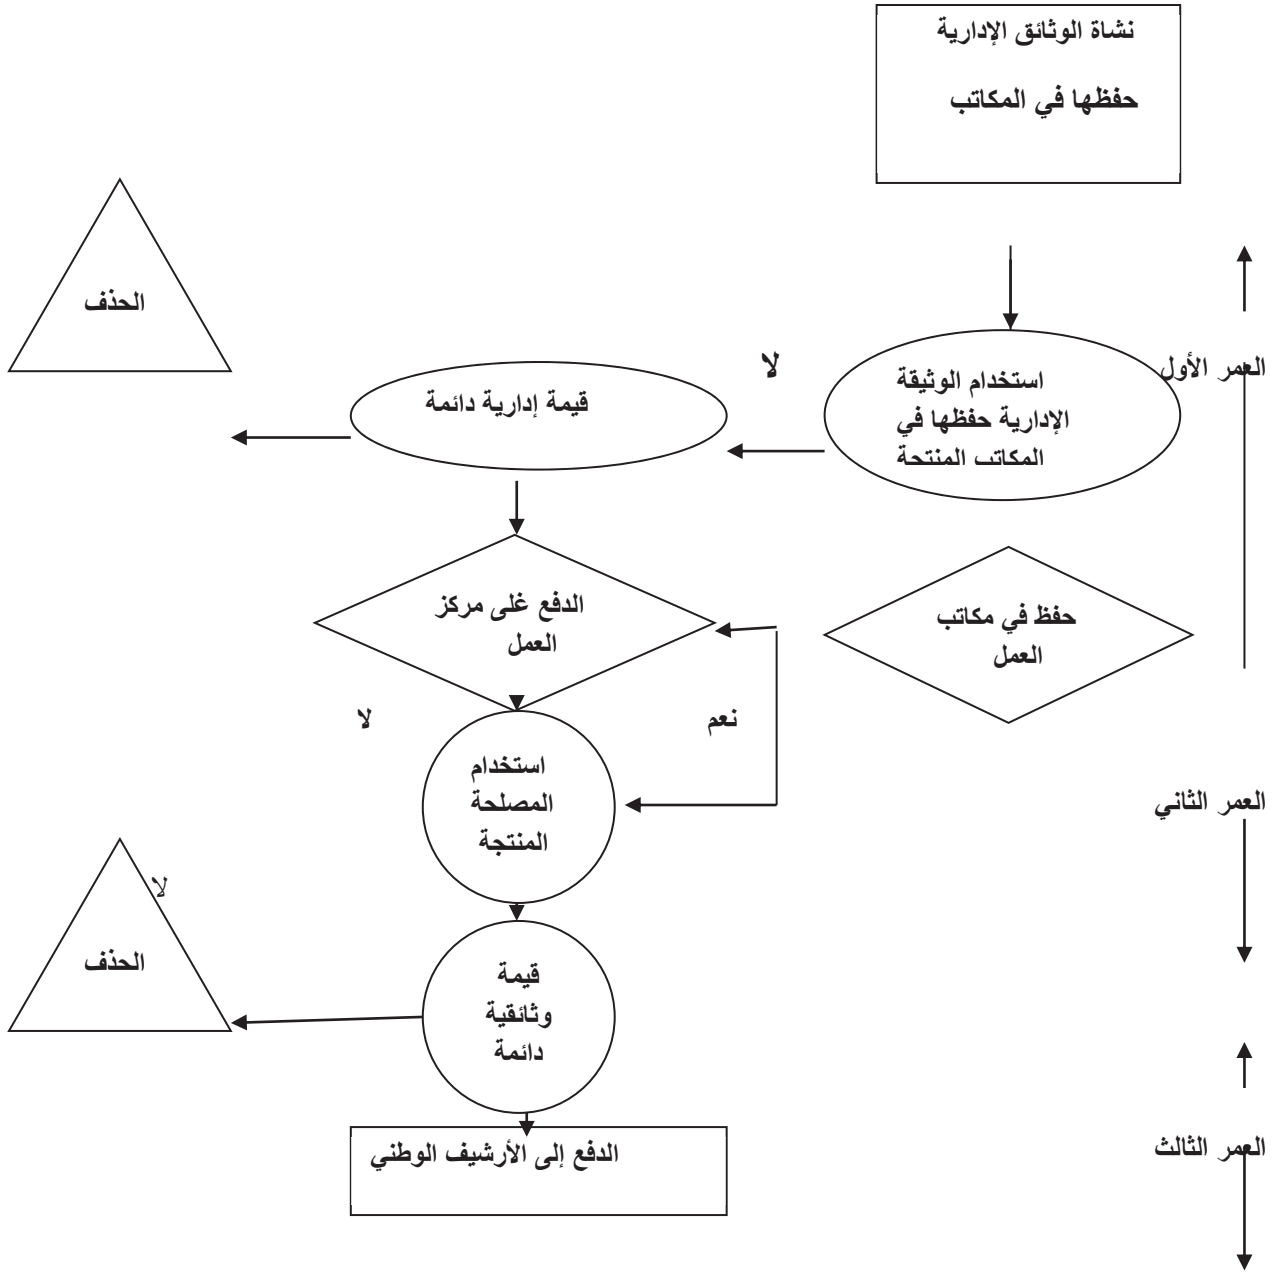 نشاة الوثائق الإدارية
حفظها في المكاتب
الحذف
لا
العمر الأول
استخدام الوثيقة
الإدارية حفظها في
المكاتب المنتجة
قيمة إدارية دائمة
الدفع غلى مركز
العمل
حفظ في مكاتب
العمل
لا
نعم
استخدام
المصلحة
المنتجة
العمر الثاني
لا
الحذف
قيمة
وثائقية
دائمة
الدفع إلى الأرشيف الوطني
العمر الثالث